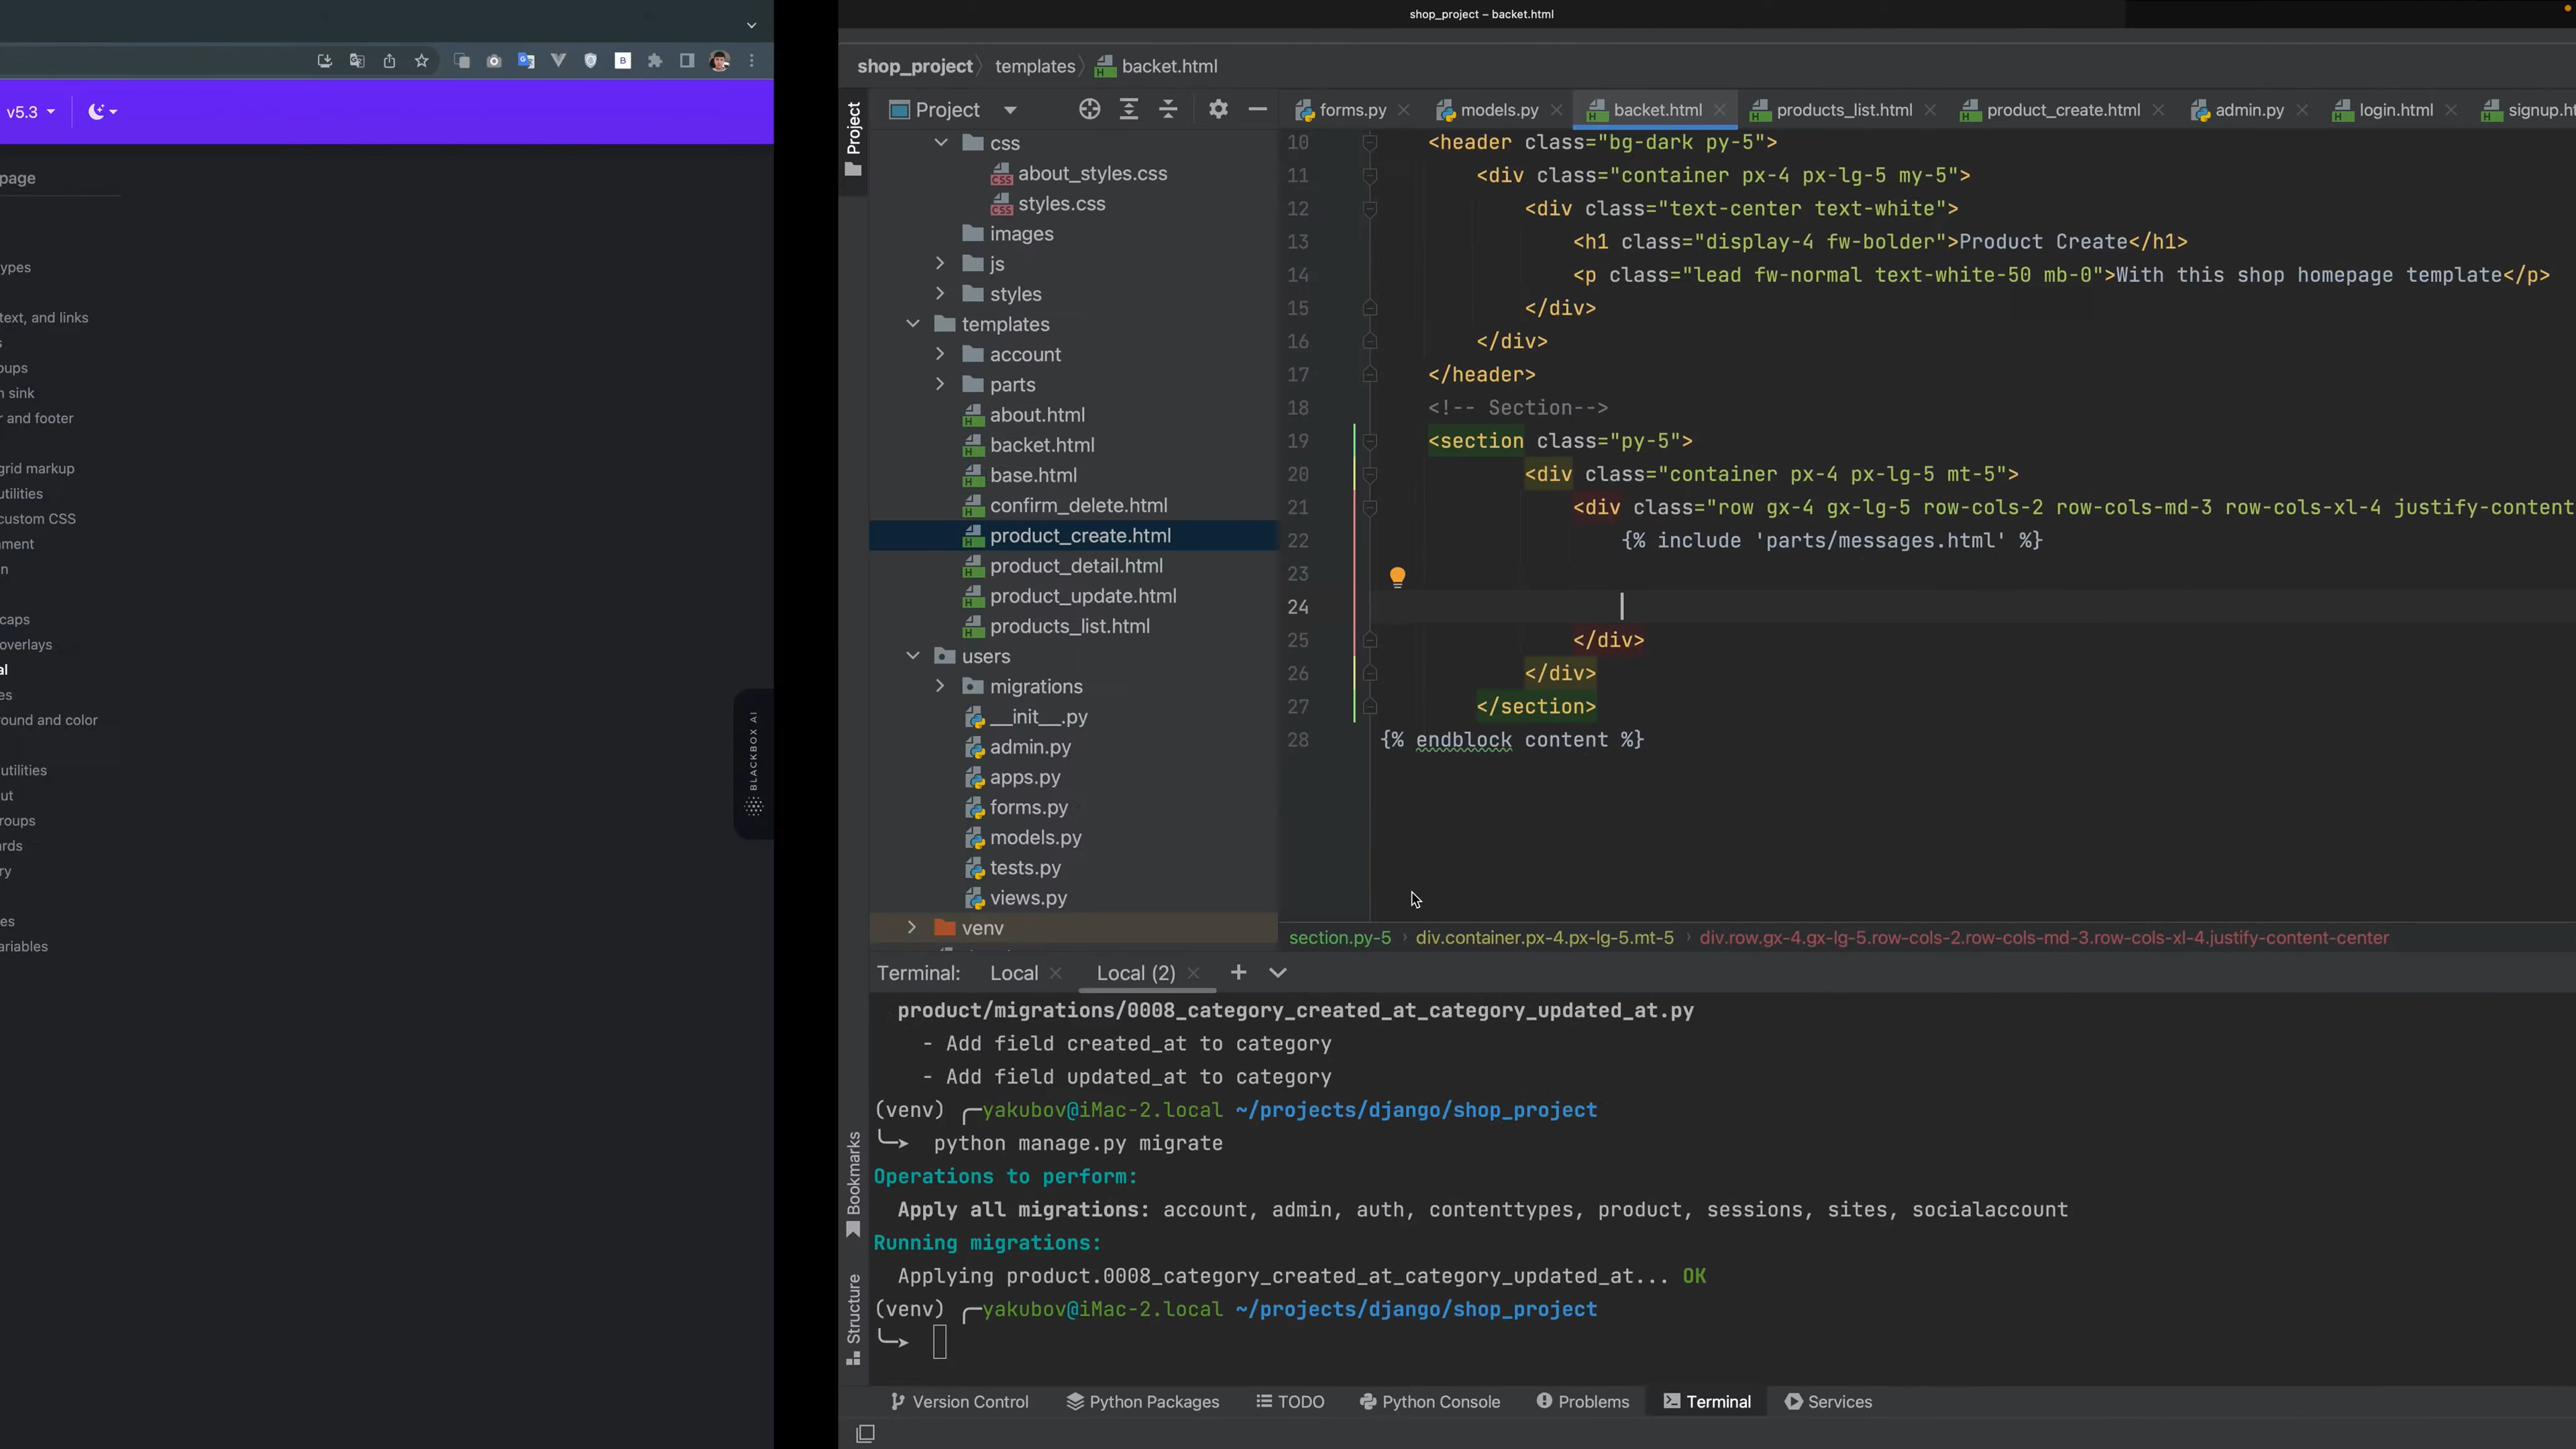 shop_project – backet.html
v5.3
page
ypes
text, and links
s
oups
n sink
r and footer
grid markup
utilities
custom CSS
nment
n
caps
overlays
al
es
round and color
utilities
ut
roups
ards
ry
es
ariables
BLACKBOX AI
shop_project
templates
backet.html
Project
Project
forms.py
models.py
backet.html
products_list.html
product_create.html
admin.py
login.html
signup.ht
css
about_styles.css
styles.css
images
js
styles
templates
account
parts
about.html
backet.html
base.html
confirm_delete.html
product_create.html
product_detail.html
product_update.html
products_list.html
users
migrations
__init__.py
admin.py
apps.py
forms.py
models.py
tests.py
views.py
venv
10 <header class="bg-dark py-5">
11 <div class="container px-4 px-lg-5 my-5">
12 <div class="text-center text-white">
13 <h1 class="display-4 fw-bolder">Product Create</h1>
14 <p class="lead fw-normal text-white-50 mb-0">With this shop homepage template</p>
15 </div>
16 </div>
17 </header>
18 <!-- Section-->
19 <section class="py-5">
20 <div class="container px-4 px-lg-5 mt-5">
21 <div class="row gx-4 gx-lg-5 row-cols-2 row-cols-md-3 row-cols-xl-4 justify-content
22 {% include 'parts/messages.html' %}
23
24
25 </div>
26 </div>
27 </section>
28 {% endblock content %}
section.py-5 › div.container.px-4.px-lg-5.mt-5 › div.row.gx-4.gx-lg-5.row-cols-2.row-cols-md-3.row-cols-xl-4.justify-content-center
Terminal: Local Local (2)
product/migrations/0008_category_created_at_category_updated_at.py
- Add field created_at to category
- Add field updated_at to category
(venv) yakubov@iMac-2.local ~/projects/django/shop_project
python manage.py migrate
Operations to perform:
Apply all migrations: account, admin, auth, contenttypes, product, sessions, sites, socialaccount
Running migrations:
Applying product.0008_category_created_at_category_updated_at... OK
(venv) yakubov@iMac-2.local ~/projects/django/shop_project
Bookmarks
Structure
Version Control
Python Packages
TODO
Python Console
Problems
Terminal
Services